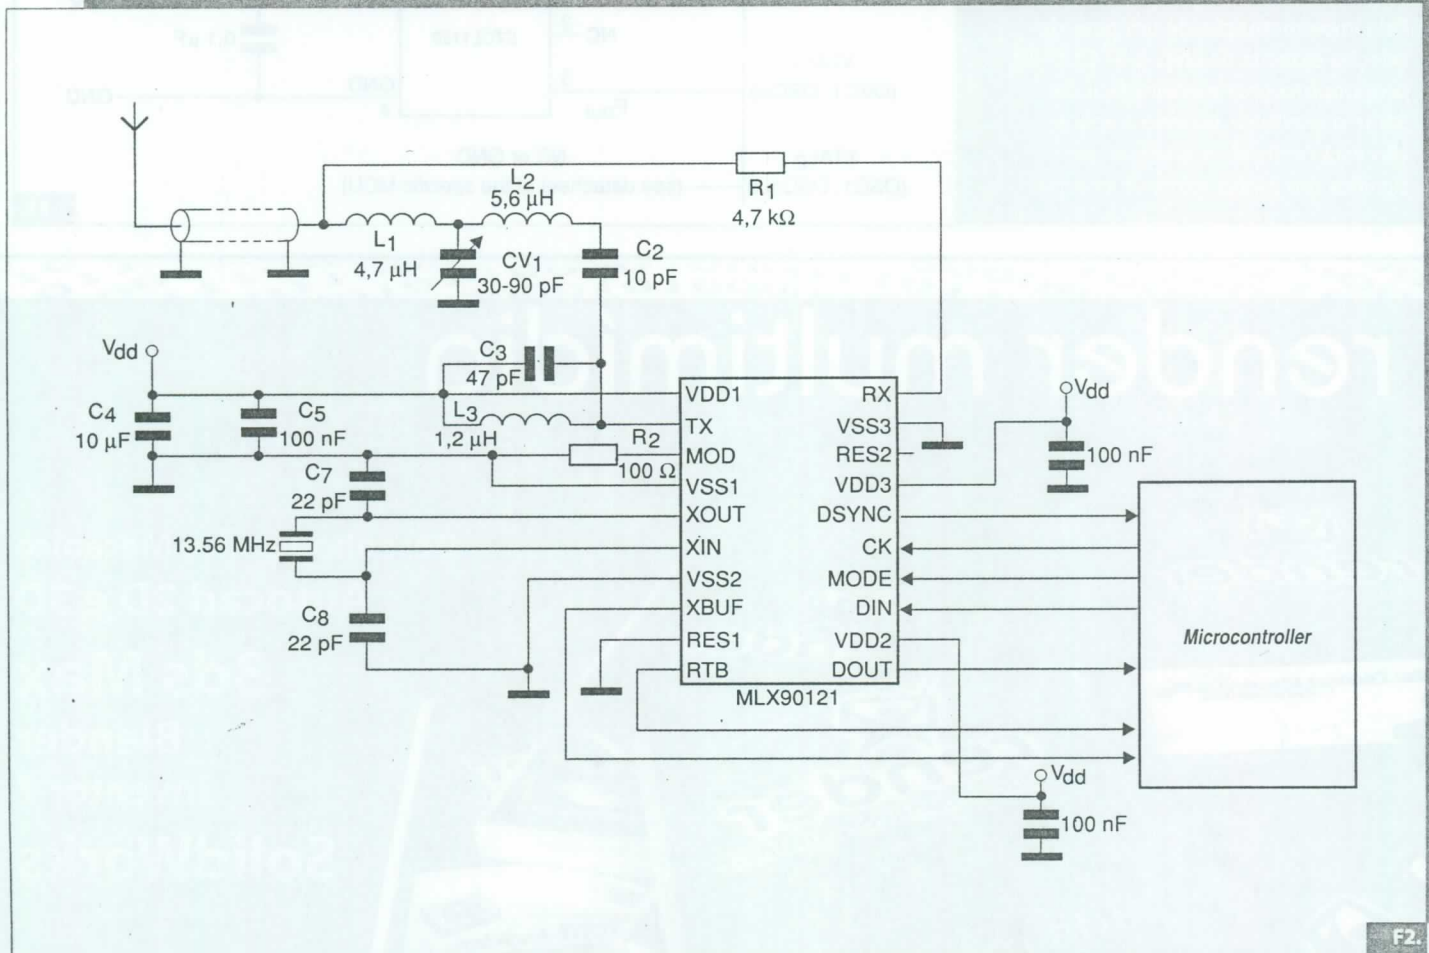 L2
5,6 µH
R1
4,7 kΩ
L1
4,7 µH
CV1
30-90 pF
C2
10 pF
Vdd
C3
47 pF
C4
10 µF
C5
100 nF
L3
1,2 µH
R2
100 Ω
C7
22 pF
13.56 MHz
C8
22 pF
VDD1
TX
MOD
VSS1
XOUT
XIN
VSS2
XBUF
RES1
RTB
RX
VSS3
RES2
VDD3
DSYNC
CK
MODE
DIN
VDD2
DOUT
MLX90121
Vdd
100 nF
Microcontroller
Vdd
100 nF
F2.